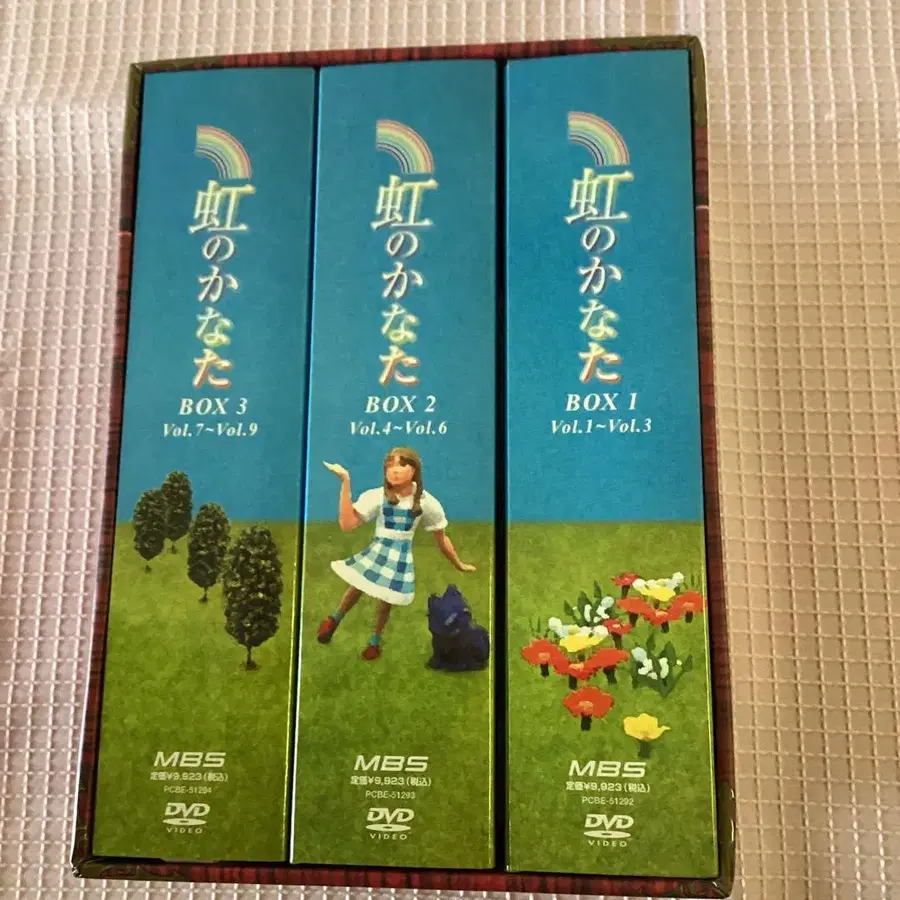 虹のかなた
BOX 3
Vol.7~Vol.9
MBS
定価¥9,923(税込)
PCBE-51294
DVD
VIDEO
虹のかなた
BOX 2
Vol.4~Vol.6
MBS
定価¥9,923(税込)
PCBE-51293
DVD
VIDEO
虹のかなた
BOX 1
Vol.1~Vol.3
MBS
定価¥9,923(税込)
PCBE-51292
DVD
VIDEO